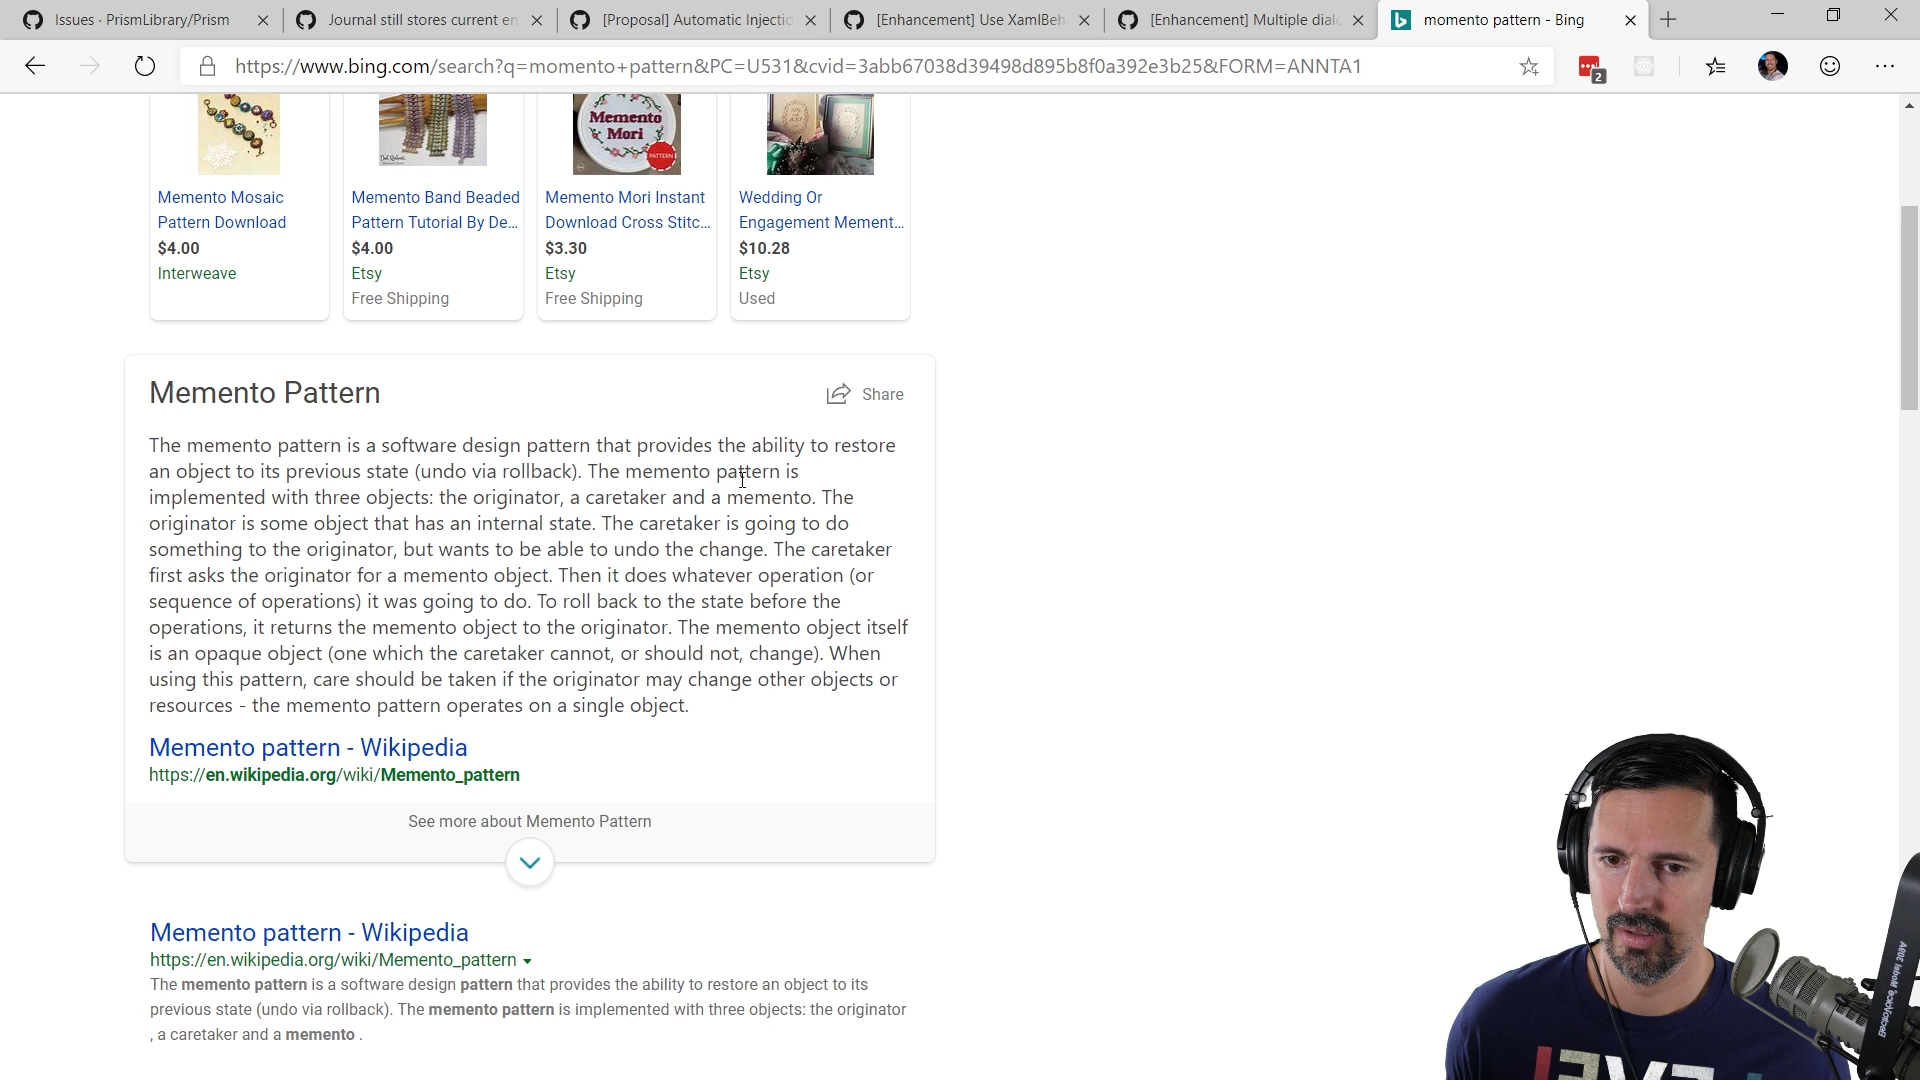 Issues · PrismLibrary/Prism
Journal still stores current en
[Proposal] Automatic Injectio
[Enhancement] Use XamlBeh
[Enhancement] Multiple dialo
momento pattern - Bing
https://www.bing.com/search?q=momento+pattern&PC=U531&cvid=3abb67038d39498d895b8f0a392e3b25&FORM=ANNTA1
2
Memento
Mori
PATTERN
Memento Mosaic
Pattern Download
$4.00
Interweave
Memento Band Beaded
Pattern Tutorial By De...
$4.00
Etsy
Free Shipping
Memento Mori Instant
Download Cross Stitc...
$3.30
Etsy
Free Shipping
Wedding Or
Engagement Mement...
$10.28
Etsy
Used
Memento Pattern
Share
The memento pattern is a software design pattern that provides the ability to restore
an object to its previous state (undo via rollback). The memento pattern is
implemented with three objects: the originator, a caretaker and a memento. The
originator is some object that has an internal state. The caretaker is going to do
something to the originator, but wants to be able to undo the change. The caretaker
first asks the originator for a memento object. Then it does whatever operation (or
sequence of operations) it was going to do. To roll back to the state before the
operations, it returns the memento object to the originator. The memento object itself
is an opaque object (one which the caretaker cannot, or should not, change). When
using this pattern, care should be taken if the originator may change other objects or
resources - the memento pattern operates on a single object.
Memento pattern - Wikipedia
https://en.wikipedia.org/wiki/Memento_pattern
See more about Memento Pattern
Memento pattern - Wikipedia
https://en.wikipedia.org/wiki/Memento_pattern
The memento pattern is a software design pattern that provides the ability to restore an object to its
previous state (undo via rollback). The memento pattern is implemented with three objects: the originator
, a caretaker and a memento .